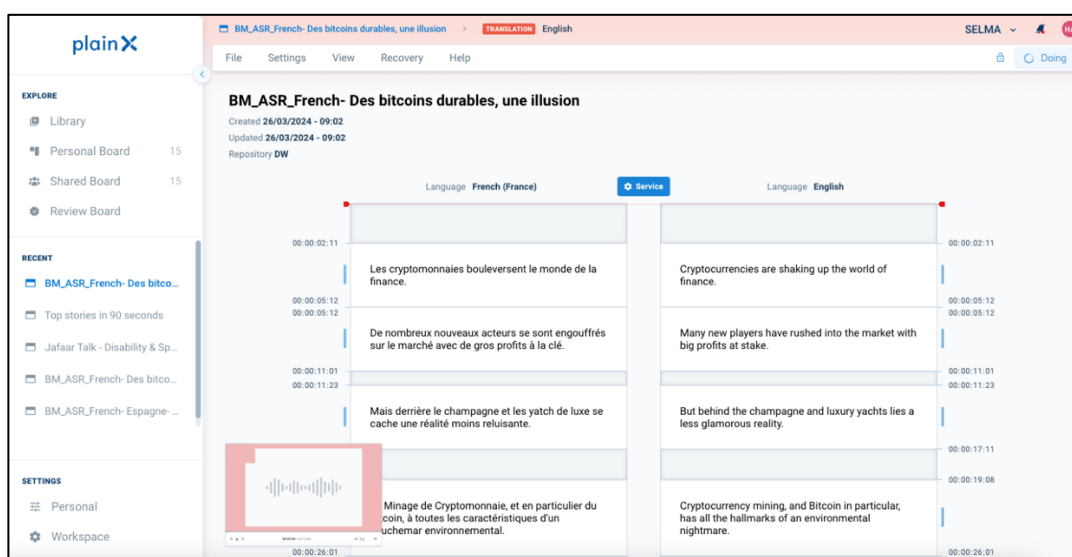 plain X
BM_ASR_French- Des bitcoins durables, une illusion > TRANSLATION English
SELMA
HA
File Settings View Recovery Help
Doing
EXPLORE
Library
Personal Board 15
Shared Board 15
Review Board
RECENT
BM_ASR_French- Des bitco...
Top stories in 90 seconds
Jafaar Talk - Disability & Sp...
BM_ASR_French- Des bitco...
BM_ASR_French- Espagne- ...
SETTINGS
Personal
Workspace
BM_ASR_French- Des bitcoins durables, une illusion
Created 26/03/2024 - 09:02
Updated 26/03/2024 - 09:02
Repository DW
Language French (France)
Service
Language English
00:00:02:11
Les cryptomonnaies bouleversent le monde de la
finance.
Cryptocurrencies are shaking up the world of
finance.
00:00:02:11
00:00:05:12
00:00:05:12
00:00:05:12
00:00:05:12
De nombreux nouveaux acteurs se sont engouffrés
sur le marché avec de gros profits à la clé.
Many new players have rushed into the market with
big profits at stake.
00:00:11:01
00:00:11:23
00:00:11:01
00:00:11:23
Mais derrière le champagne et les yatch de luxe se
cache une réalité moins reluisante.
But behind the champagne and luxury yachts lies a
less glamorous reality.
00:00:17:11
00:00:19:08
Minage de Cryptomonnaie, et en particulier du
coin, à toutes les caractéristiques d'un
uchemar environnemental.
Cryptocurrency mining, and Bitcoin in particular,
has all the hallmarks of an environmental
nightmare.
00:00:26:01
00:00:26:01